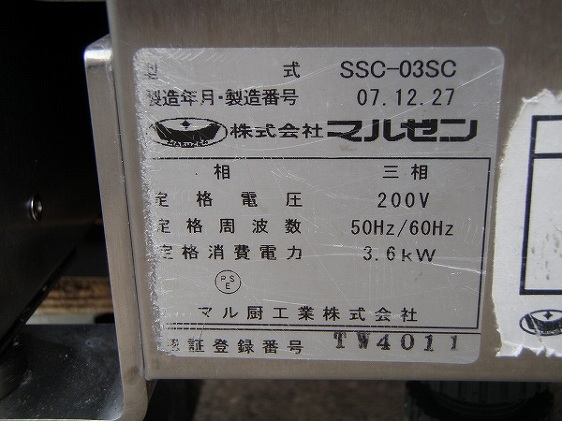 型 式 SSC-03SC
製造年月・製造番号 07.12.27
株式会社 マルゼン
相 三相
定格電圧 200V
定格周波数 50Hz/60Hz
定格消費電力 3.6kW
PSE
マル厨工業株式会社
認証登録番号 TW4011